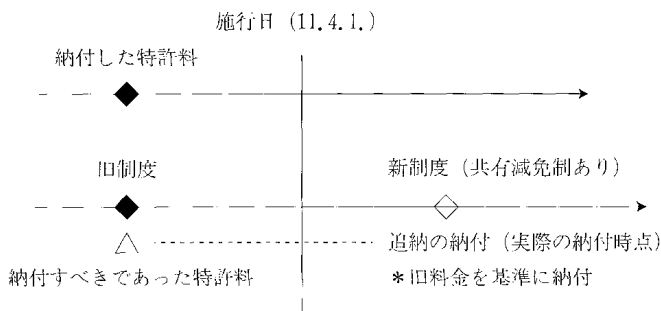 施行日(11.4.1.)
納付した特許料
旧制度
新制度(共有減免制あり)
追納の納付(実際の納付時点)
納付すべきであった特許料
*旧料金を基準に納付